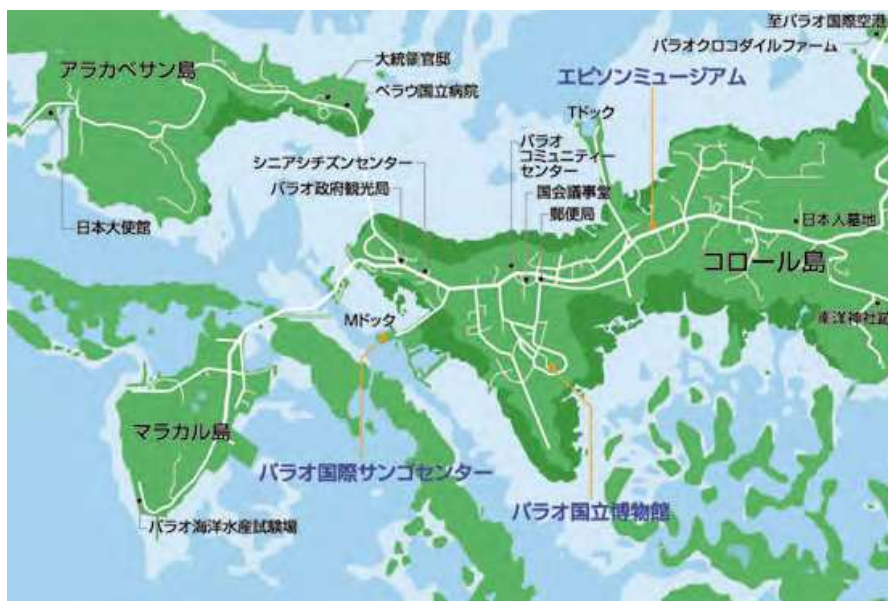 至パラオ国際空港
パラオクロコダイルファーム
大統領官邸
アラカベサン島
エピソンミュージアム
ベラウ国立病院
Tドック
パラオ
コミュニティー
センター
シニアシチズンセンター
国会議事堂
パラオ政府観光局
郵便局
日本大使館
日本人墓地
コロール島
Mドック
南洋神社跡
マラカル島
パラオ国際サンゴセンター
パラオ国立博物館
パラオ海洋水産試験場